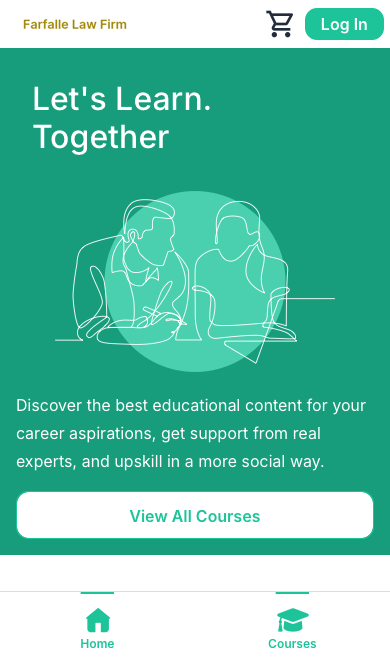 Farfalle Law Firm
Log In
Let's Learn.
Together
Discover the best educational content for your
career aspirations, get support from real
experts, and upskill in a more social way.
View All Courses
Home
Courses